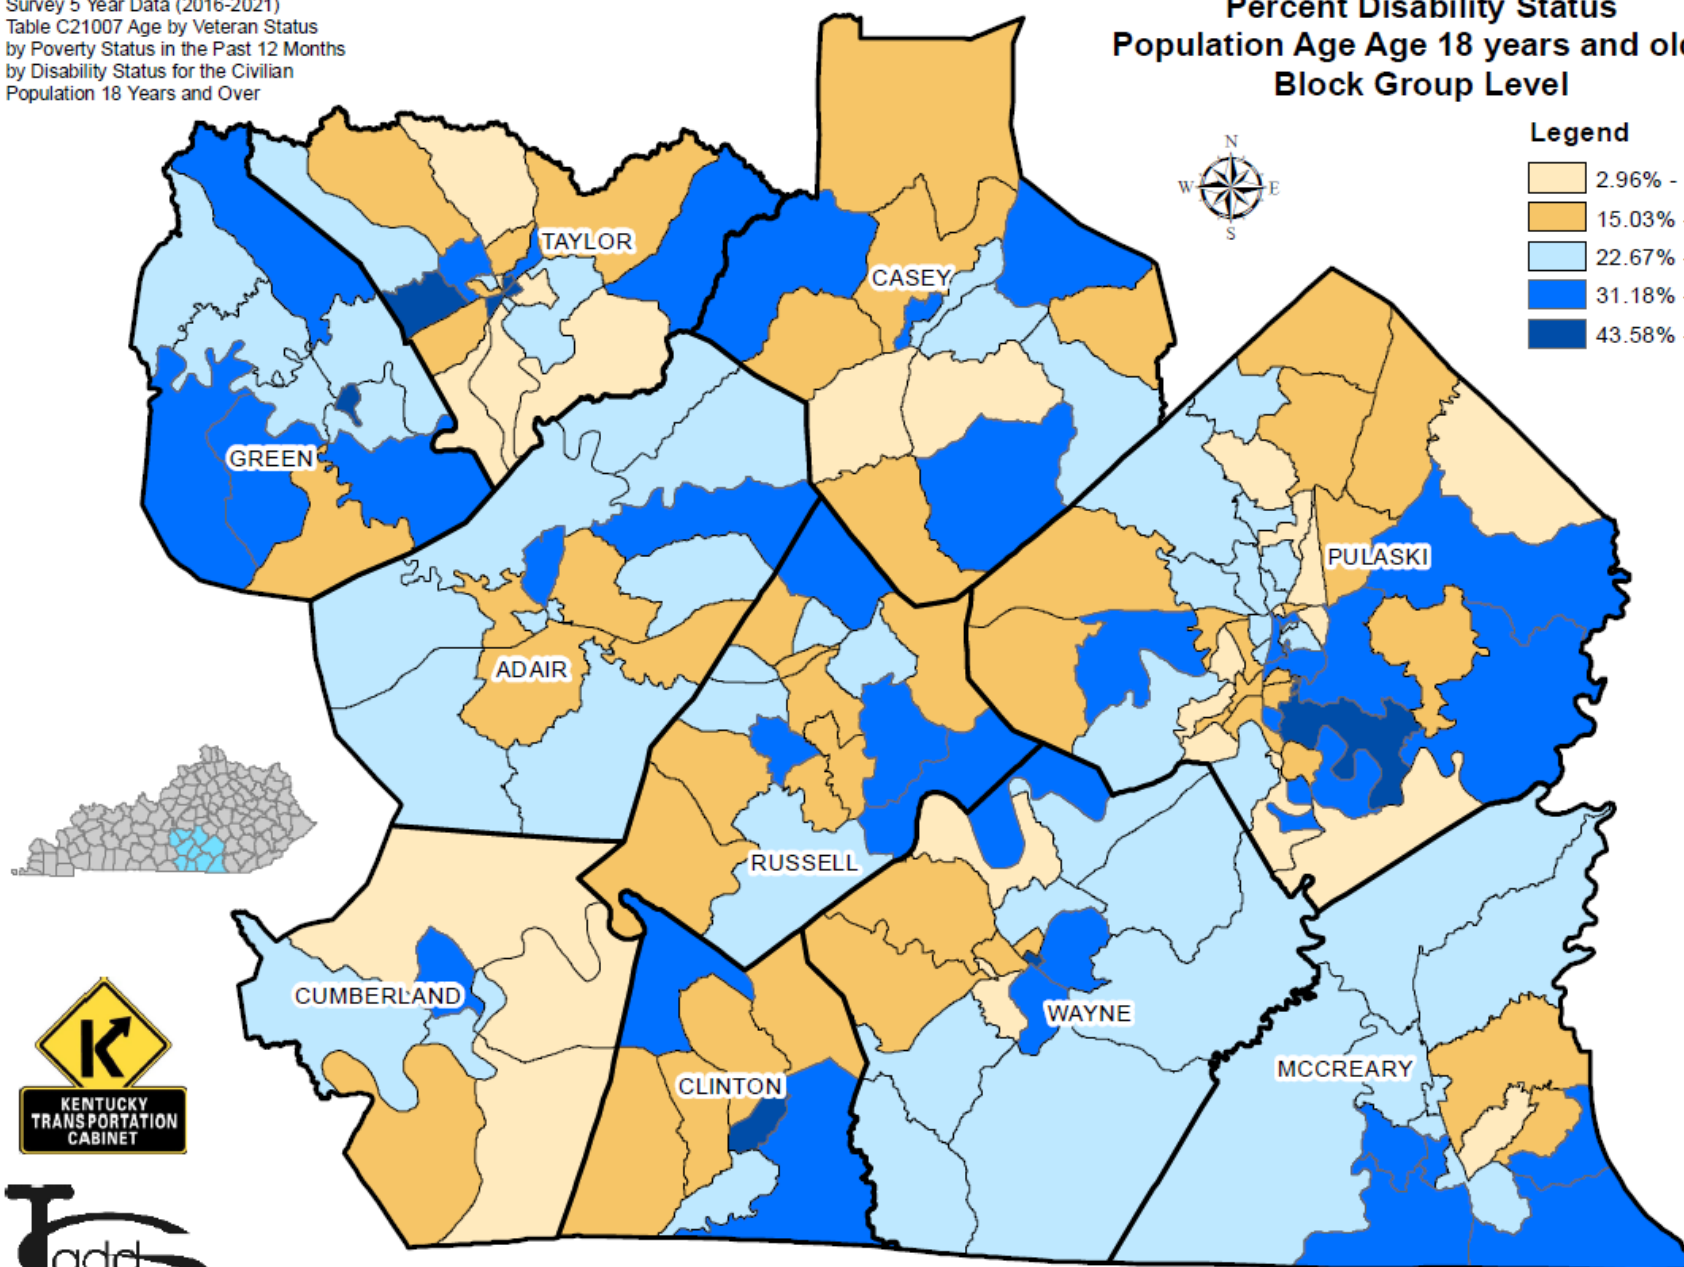 Survey 5 Year Data (2016-2021)
Table C21007 Age by Veteran Status
by Poverty Status in the Past 12 Months
by Disability Status for the Civilian
Population 18 Years and Over
Percent Disability Status
Population Age Age 18 years and old
Block Group Level
Legend
2.96% -
15.03% -
22.67% -
31.18% -
43.58% -
N
W
E
S
TAYLOR
CASEY
GREEN
PULASKI
ADAIR
RUSSELL
CUMBERLAND
WAYNE
MCCREARY
CLINTON
K
KENTUCKY
TRANSPORTATION
CABINET